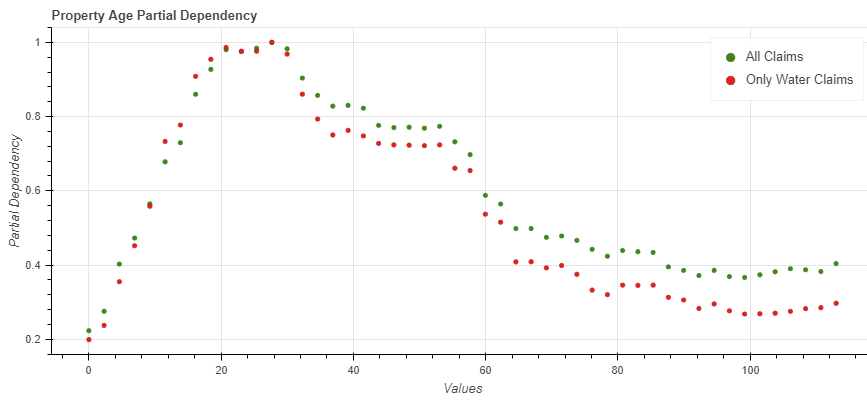 Property Age Partial Dependency
All Claims
Only Water Claims
Partial Dependency
1
0.8
0.6
0.4
0.2
0
20
40
60
80
100
Values